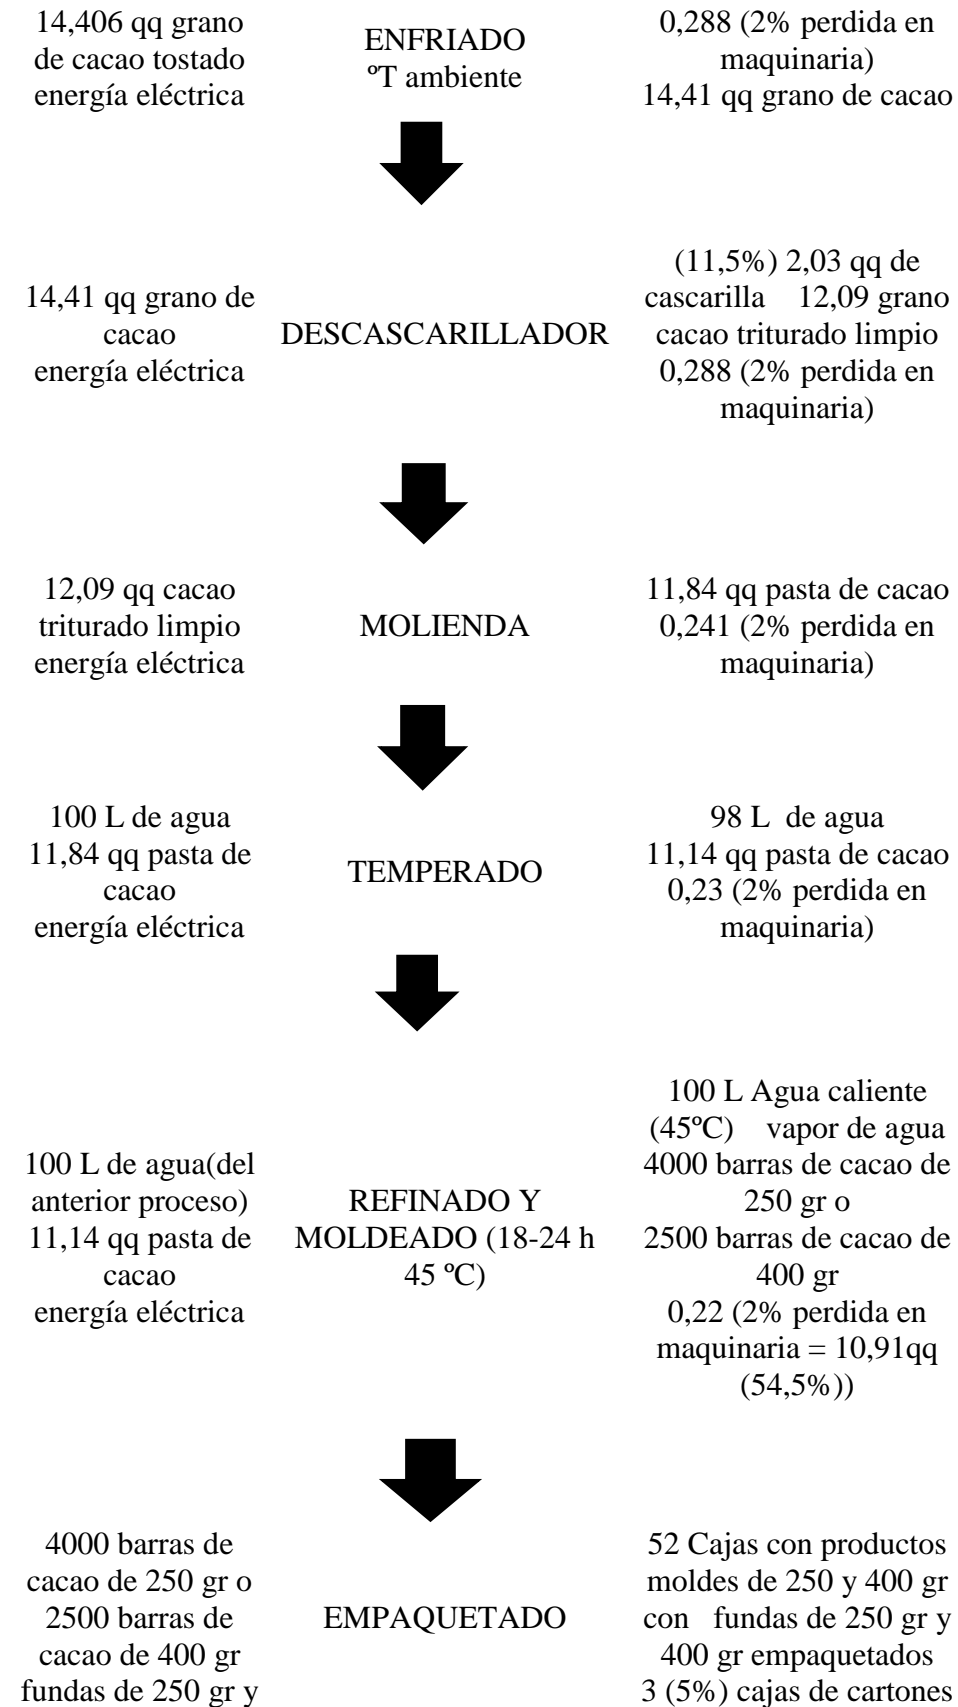 14,406 qq grano
de cacao tostado
energía eléctrica
ENFRIADO
ºT ambiente
0,288 (2% perdida en
maquinaria)
14,41 qq grano de cacao
14,41 qq grano de
cacao
energía eléctrica
DESCASCARILLADOR
(11,5%) 2,03 qq de
cascarilla 12,09 grano
cacao triturado limpio
0,288 (2% perdida en
maquinaria)
12,09 qq cacao
triturado limpio
energía eléctrica
MOLIENDA
11,84 qq pasta de cacao
0,241 (2% perdida en
maquinaria)
100 L de agua
11,84 qq pasta de
cacao
energía eléctrica
TEMPERADO
98 L de agua
11,14 qq pasta de cacao
0,23 (2% perdida en
maquinaria)
100 L de agua(del
anterior proceso)
11,14 qq pasta de
cacao
energía eléctrica
REFINADO Y
MOLDEADO (18-24 h
45 ºC)
100 L Agua caliente
(45ºC) vapor de agua
4000 barras de cacao de
250 gr o
2500 barras de cacao de
400 gr
0,22 (2% perdida en
maquinaria = 10,91qq
(54,5%))
4000 barras de
cacao de 250 gr o
2500 barras de
cacao de 400 gr
fundas de 250 gr y
EMPAQUETADO
52 Cajas con productos
moldes de 250 y 400 gr
con fundas de 250 gr y
400 gr empaquetados
3 (5%) cajas de cartones